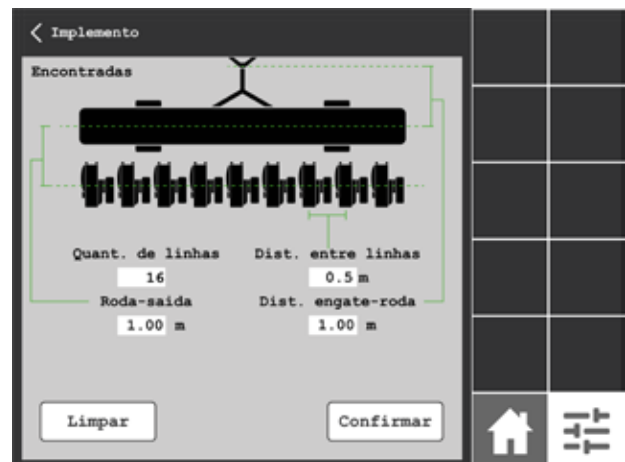 Implemento
Encontradas
Quant. de linhas Dist. entre linhas
16 0.5 m
Roda-saida Dist. engate-roda
1.00 m 1.00 m
Limpar Confirmar